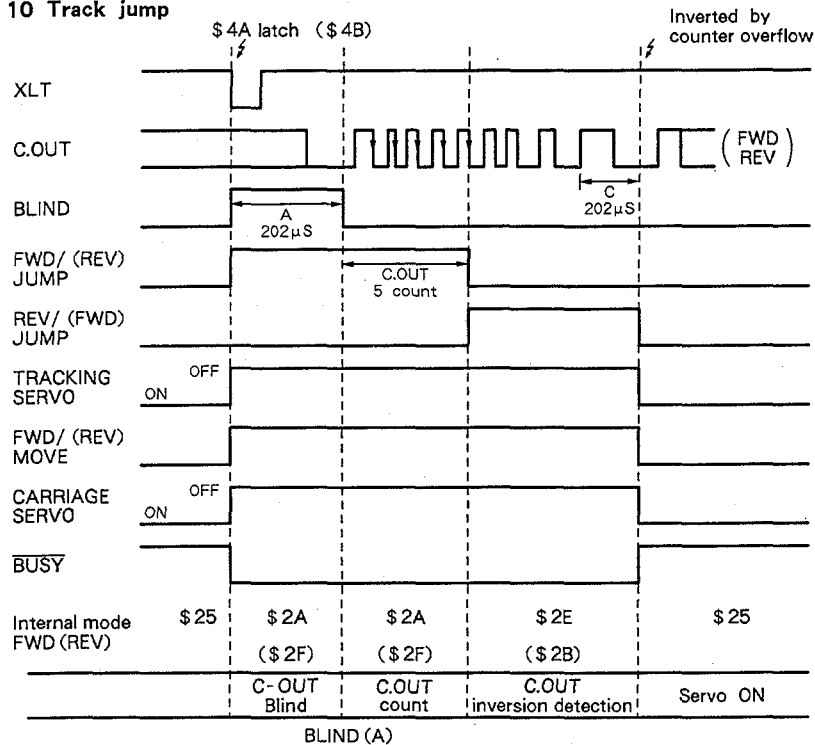 10 Track jump
$4A latch ($4B)
Inverted by
counter overflow
XLT
C.OUT
( FWD
REV )
C
202μS
BLIND
A
202μS
FWD/ (REV)
JUMP
C.OUT
5 count
REV/ (FWD)
JUMP
TRACKING
SERVO
OFF
ON
FWD/ (REV)
MOVE
CARRIAGE
SERVO
OFF
ON
BUSY
Internal mode
FWD (REV)
$25 $2A $2A $2E $25
($2F) ($2F) ($2B)
C-OUT
Blind
C.OUT
count
C.OUT
inversion detection
Servo ON
BLIND (A)